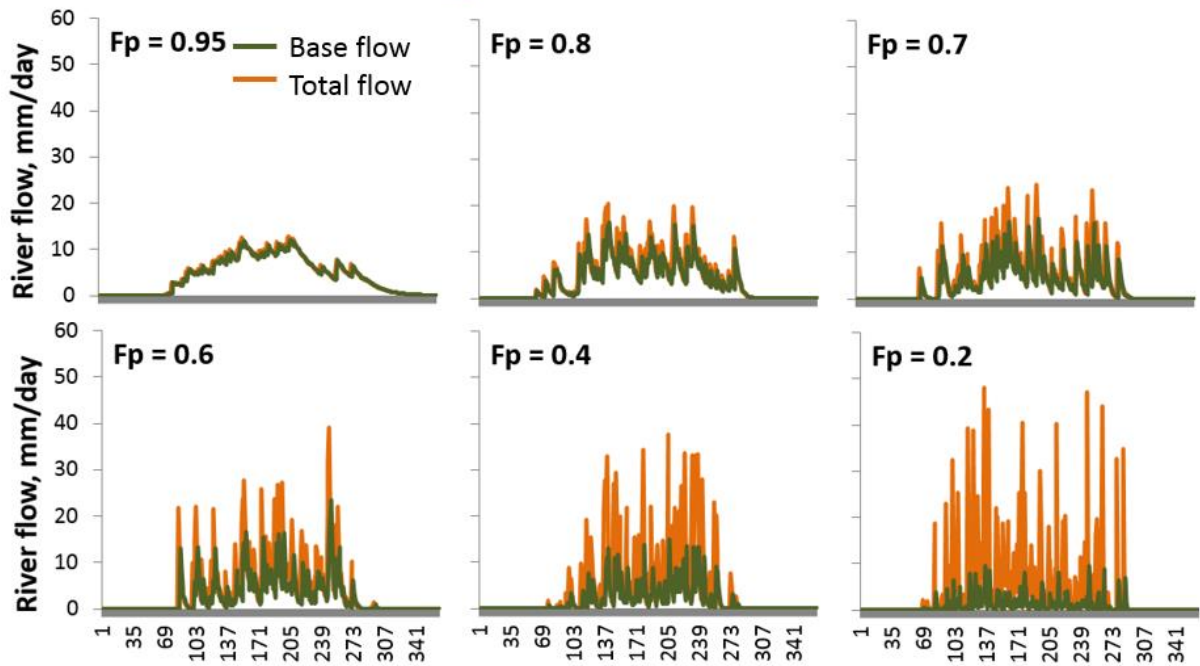 River flow, mm/day
60
50
40
30
20
10
0
Fp = 0.95
Base flow
Total flow
Fp = 0.8
Fp = 0.7
River flow, mm/day
60
50
40
30
20
10
0
Fp = 0.6
Fp = 0.4
Fp = 0.2
1 35 69 103 137 171 205 239 273 307 341
1 35 69 103 137 171 205 239 273 307 341
1 35 69 103 137 171 205 239 273 307 341